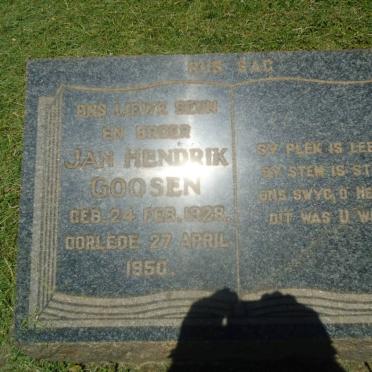 RUS SAG
ONS LIEWE SEUN
EN BROER
JAN HENDRIK
GOOSEN
GEB. 24 FEB. 1928.
OORLEDE 27 APRIL
1950.
SY PLEK IS LEE
SY STEM IS ST
ONS SWYG, O HE
DIT WAS U W